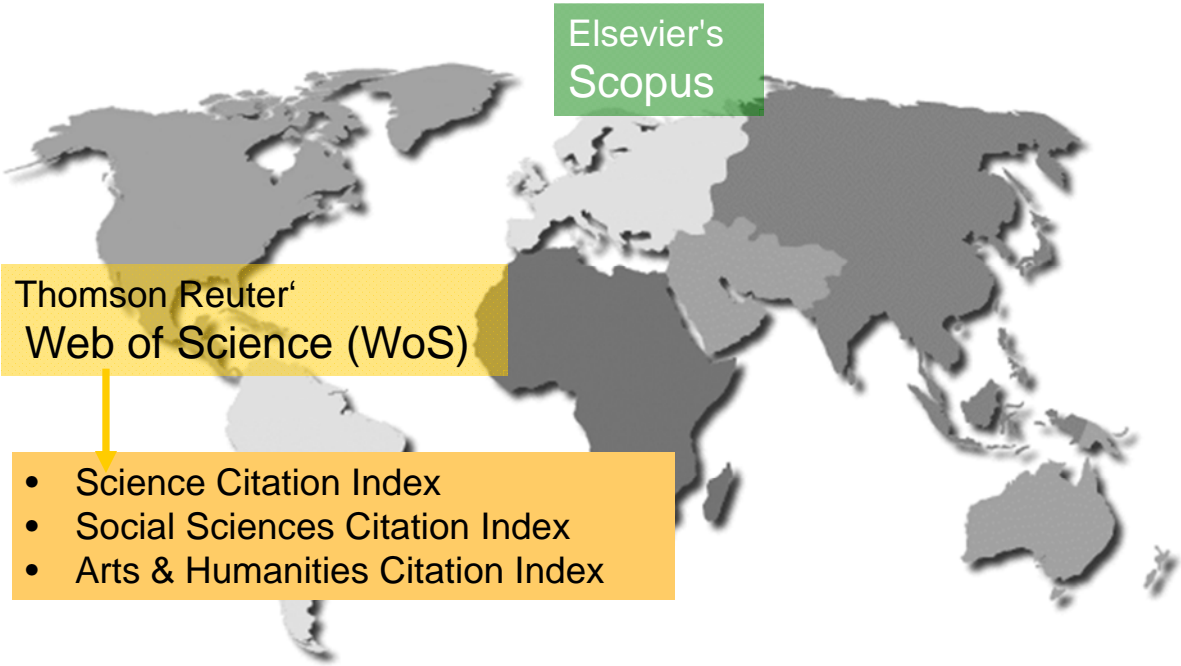 Elsevier's
Scopus
Thomson Reuter‘
Web of Science (WoS)
• Science Citation Index
• Social Sciences Citation Index
• Arts & Humanities Citation Index